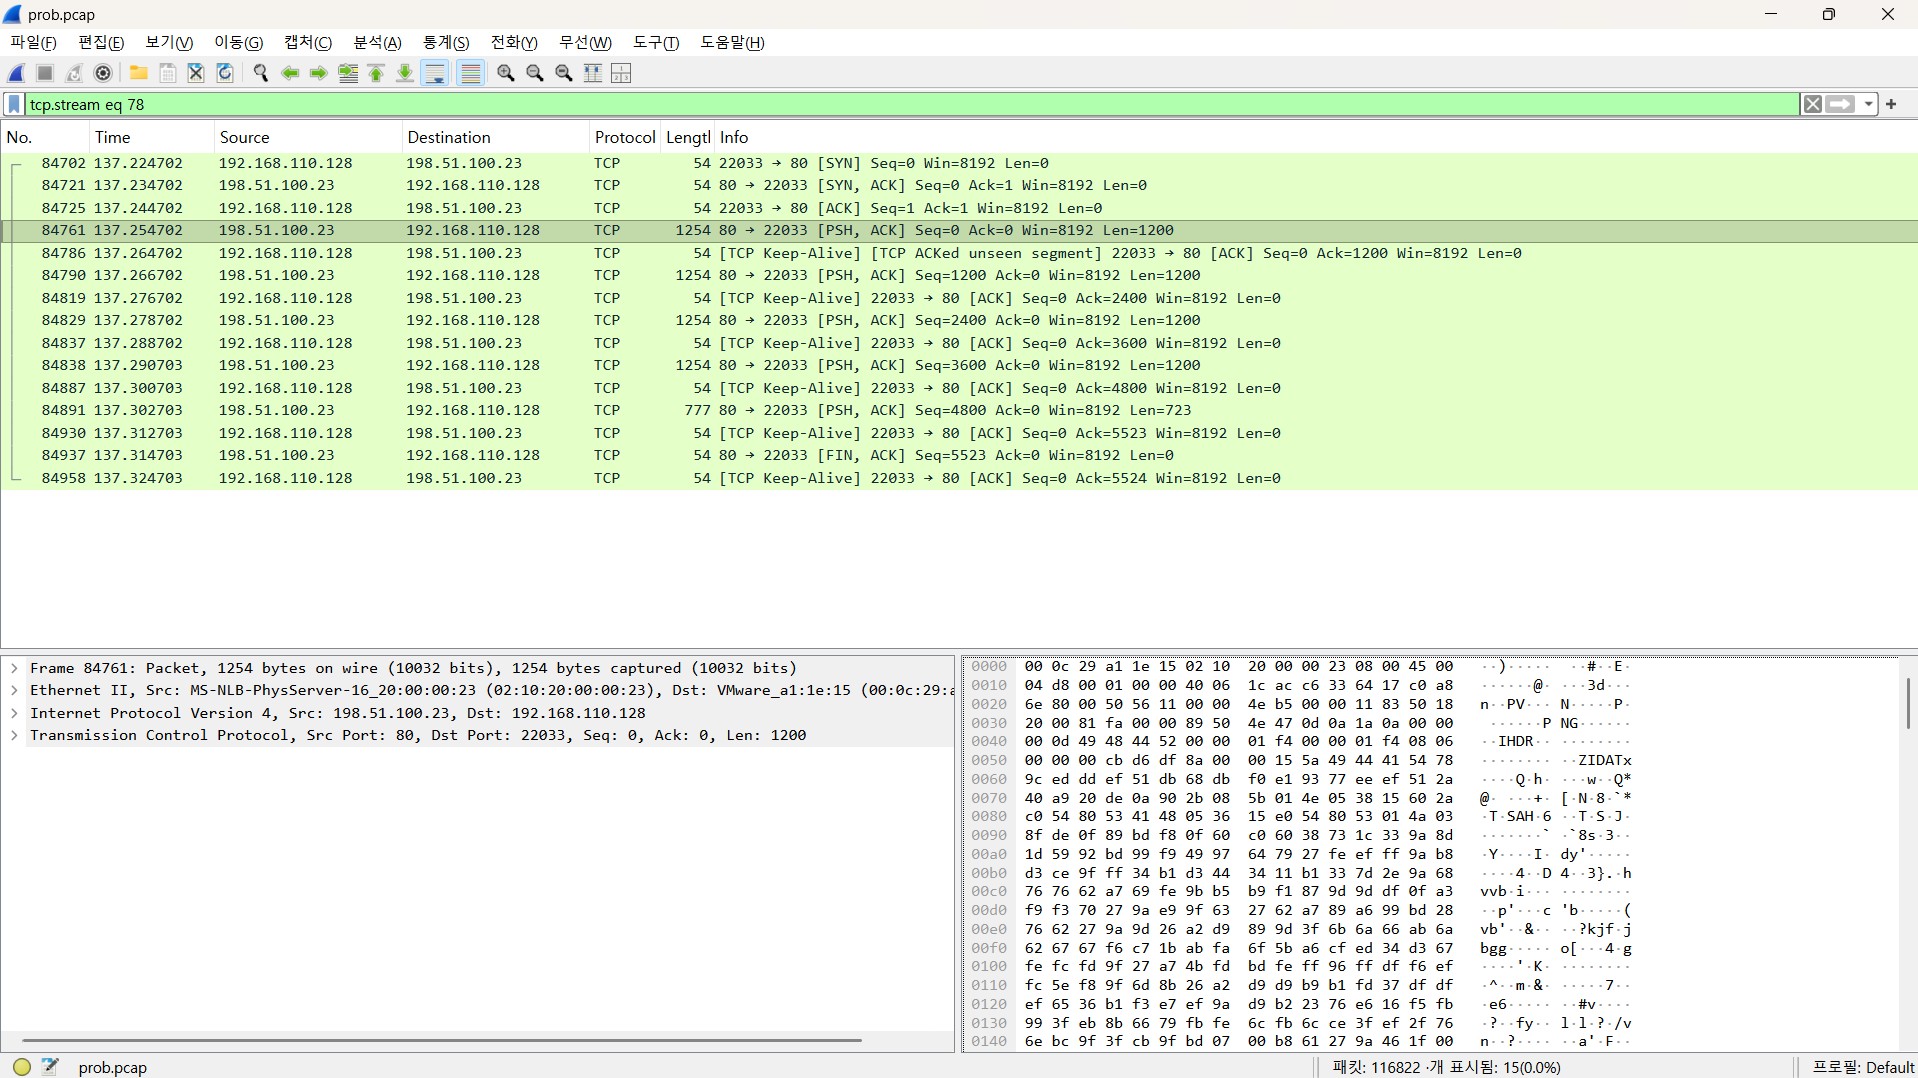 prob.pcap
파일(F) 편집(E) 보기(V) 이동(G) 캡처(C) 분석(A) 통계(S) 전화(Y) 무선(W) 도구(T) 도움말(H)
tcp.stream eq 78
No. Time Source Destination Protocol Lengtl Info
84702 137.224702 192.168.110.128 198.51.100.23 TCP 54 22033 → 80 [SYN] Seq=0 Win=8192 Len=0
84721 137.234702 198.51.100.23 192.168.110.128 TCP 54 80 → 22033 [SYN, ACK] Seq=0 Ack=1 Win=8192 Len=0
84725 137.244702 192.168.110.128 198.51.100.23 TCP 54 22033 → 80 [ACK] Seq=1 Ack=1 Win=8192 Len=0
84761 137.254702 198.51.100.23 192.168.110.128 TCP 1254 80 → 22033 [PSH, ACK] Seq=0 Ack=0 Win=8192 Len=1200
84786 137.264702 192.168.110.128 198.51.100.23 TCP 54 [TCP Keep-Alive] [TCP ACKed unseen segment] 22033 → 80 [ACK] Seq=0 Ack=1200 Win=8192 Len=0
84790 137.266702 198.51.100.23 192.168.110.128 TCP 1254 80 → 22033 [PSH, ACK] Seq=1200 Ack=0 Win=8192 Len=1200
84819 137.276702 192.168.110.128 198.51.100.23 TCP 54 [TCP Keep-Alive] 22033 → 80 [ACK] Seq=0 Ack=2400 Win=8192 Len=0
84829 137.278702 198.51.100.23 192.168.110.128 TCP 1254 80 → 22033 [PSH, ACK] Seq=2400 Ack=0 Win=8192 Len=1200
84837 137.288702 192.168.110.128 198.51.100.23 TCP 54 [TCP Keep-Alive] 22033 → 80 [ACK] Seq=0 Ack=3600 Win=8192 Len=0
84838 137.290703 198.51.100.23 192.168.110.128 TCP 1254 80 → 22033 [PSH, ACK] Seq=3600 Ack=0 Win=8192 Len=1200
84887 137.300703 192.168.110.128 198.51.100.23 TCP 54 [TCP Keep-Alive] 22033 → 80 [ACK] Seq=0 Ack=4800 Win=8192 Len=0
84891 137.302703 198.51.100.23 192.168.110.128 TCP 777 80 → 22033 [PSH, ACK] Seq=4800 Ack=0 Win=8192 Len=723
84930 137.312703 192.168.110.128 198.51.100.23 TCP 54 [TCP Keep-Alive] 22033 → 80 [ACK] Seq=0 Ack=5523 Win=8192 Len=0
84937 137.314703 198.51.100.23 192.168.110.128 TCP 54 80 → 22033 [FIN, ACK] Seq=5523 Ack=0 Win=8192 Len=0
84958 137.324703 192.168.110.128 198.51.100.23 TCP 54 [TCP Keep-Alive] 22033 → 80 [ACK] Seq=0 Ack=5524 Win=8192 Len=0
Frame 84761: Packet, 1254 bytes on wire (10032 bits), 1254 bytes captured (10032 bits)
Ethernet II, Src: MS-NLB-PhysServer-16_20:00:00:23 (02:10:20:00:00:23), Dst: VMware_a1:1e:15 (00:0c:29:a
Internet Protocol Version 4, Src: 198.51.100.23, Dst: 192.168.110.128
Transmission Control Protocol, Src Port: 80, Dst Port: 22033, Seq: 0, Ack: 0, Len: 1200
0000 00 0c 29 a1 1e 15 02 10 20 00 00 23 08 00 45 00 ··)····· ··#··E·
0010 04 d8 00 01 00 00 40 06 1c ac c6 33 64 17 c0 a8 ······@· ···3d···
0020 6e 80 00 50 56 11 00 00 4e b5 00 00 11 83 50 18 n··PV··· N·····P·
0030 20 00 81 fa 00 00 89 50 4e 47 0d 0a 1a 0a 00 00 ······P NG······
0040 00 0d 49 48 44 52 00 00 01 f4 00 00 01 f4 08 06 ··IHDR·· ········
0050 00 00 00 cb d6 df 8a 00 00 15 5a 49 44 41 54 78 ········ ··ZIDATx
0060 9c ed dd ef 51 db 68 db f0 e1 93 77 ee ef 51 2a ····Q·h· ···w··Q*
0070 40 a9 20 de 0a 90 2b 08 5b 01 4e 05 38 15 60 2a @· ···+· [·N·8·`*
0080 c0 54 80 53 41 48 05 36 15 e0 54 80 53 01 4a 03 ·T·SAH·6 ··T·S·J·
0090 8f de 0f 89 bd f8 0f 60 c0 60 38 73 1c 33 9a 8d ·······` ·`8s·3··
00a0 1d 59 92 bd 99 f9 49 97 64 79 27 fe ef ff 9a b8 ·Y····I· dy'·····
00b0 d3 ce 9f ff 34 b1 d3 44 34 11 b1 33 7d 2e 9a 68 ····4··D 4··3}.·h
00c0 76 76 62 a7 69 fe 9b b5 b9 f1 87 9d 9d df 0f a3 vvb·i··· ········
00d0 f9 f3 70 27 9a e9 9f 63 27 62 a7 89 a6 99 bd 28 ··p'···c 'b·····(
00e0 76 62 27 9a 9d 26 a2 d9 89 9d 3f 6b 6a 66 ab 6a vb'··&·· ··?kjf·j
00f0 62 67 67 f6 c7 1b ab fa 6f 5b a6 cf ed 34 d3 67 bgg····· o[···4·g
0100 fe fc fd 9f 27 a7 4b fd bd fe ff 96 ff df f6 ef ····'·K· ········
0110 fc 5e f8 9f 6d 8b 26 a2 d9 d9 b9 b1 fd 37 df df ·^··m·&· ·····7··
0120 ef 65 36 b1 f3 e7 ef 9a d9 b2 23 76 e6 16 f5 fb ·e6····· ··#v····
0130 99 3f eb 8b 66 79 fb fe 6c fb 6c ce 3f ef 2f 76 ·?··fy·· l·l·?·/v
0140 6e bc 9f 3f cb 9f bd 07 00 b8 61 27 9a 46 1f 00 n··?···· ··a'·F··
prob.pcap
패킷: 116822 · 개 표시됨: 15(0.0%)
프로필: Default